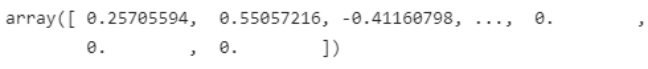 array([ 0.25705594,  0.55057216, -0.41160798, ...,  0.        ,
        0.        ,  0.        ])